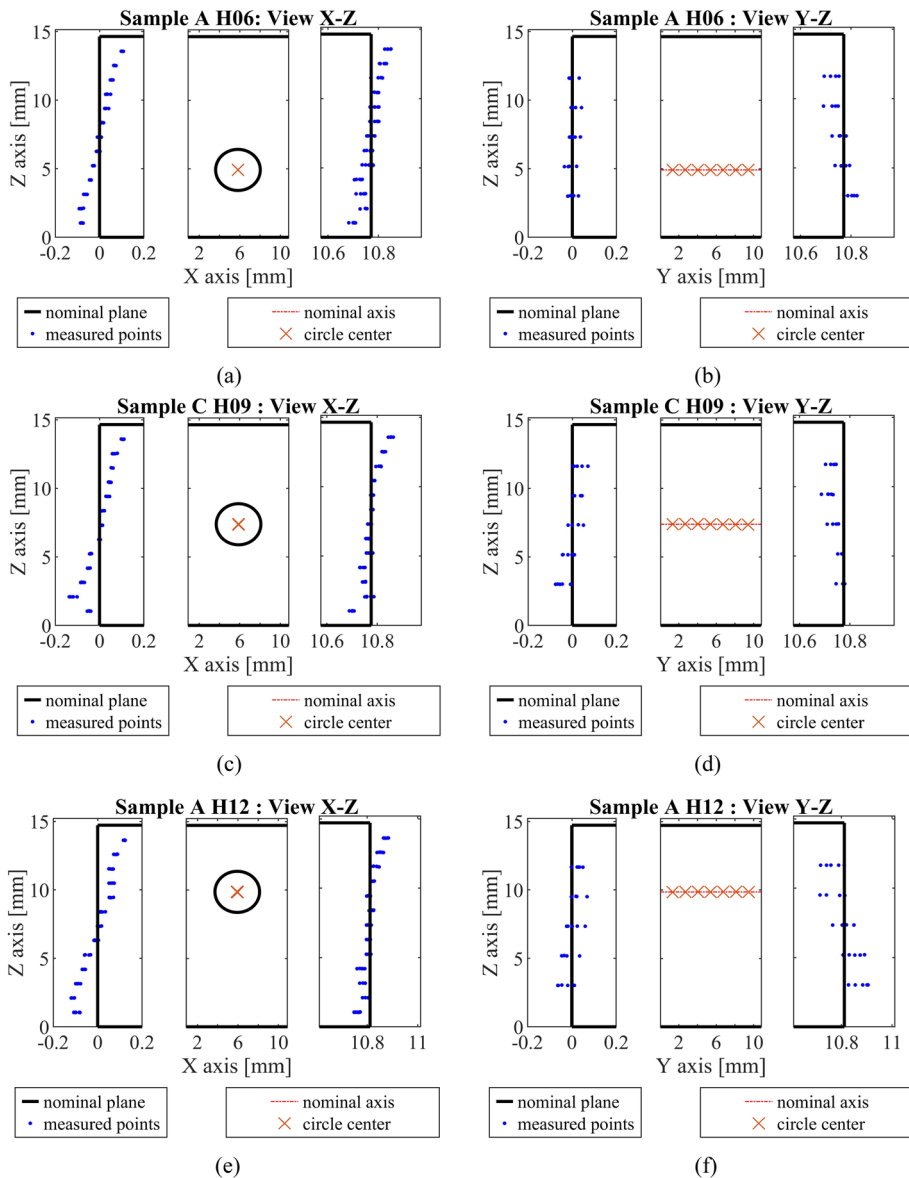 Sample A H06: View X-Z
Sample A H06 : View Y-Z
15
10
5
0
Z axis [mm]
-0.2 0 0.2
2 6 10
10.6 10.8
X axis [mm]
15
10
5
0
Z axis [mm]
-0.2 0 0.2
2 6 10
10.6 10.8
Y axis [mm]
nominal plane
measured points
nominal axis
circle center
nominal plane
measured points
nominal axis
circle center
(a)
(b)
Sample C H09 : View X-Z
Sample C H09 : View Y-Z
15
10
5
0
Z axis [mm]
-0.2 0 0.2
2 6 10
10.6 10.8
X axis [mm]
15
10
5
0
Z axis [mm]
-0.2 0 0.2
2 6 10
10.6 10.8
Y axis [mm]
nominal plane
measured points
nominal axis
circle center
nominal plane
measured points
nominal axis
circle center
(c)
(d)
Sample A H12 : View X-Z
Sample A H12 : View Y-Z
15
10
5
0
Z axis [mm]
-0.2 0 0.2
2 6 10
10.8 11
X axis [mm]
15
10
5
0
Z axis [mm]
-0.2 0 0.2
2 6 10
10.8 11
Y axis [mm]
nominal plane
measured points
nominal axis
circle center
nominal plane
measured points
nominal axis
circle center
(e)
(f)